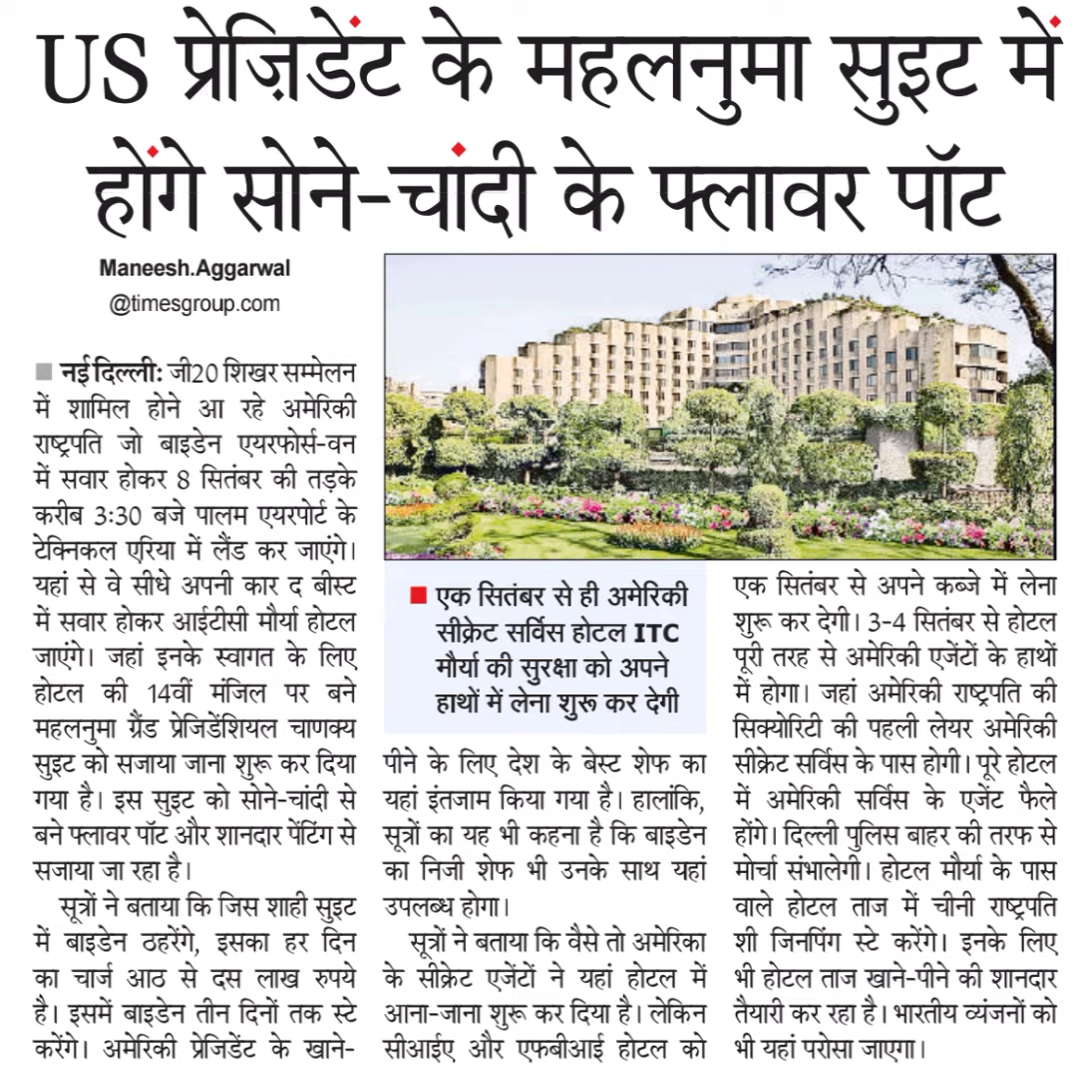 US प्रेज़िडेंट के महलनुमा सुइट में
होंगे सोने-चांदी के फ्लावर पॉट
Maneesh.Aggarwal
@timesgroup.com
नई दिल्ली: जी20 शिखर सम्मेलन
में शामिल होने आ रहे अमेरिकी
राष्ट्रपति जो बाइडेन एयरफोर्स-वन
में सवार होकर 8 सितंबर की तड़के
करीब 3:30 बजे पालम एयरपोर्ट के
टेक्निकल एरिया में लैंड कर जाएंगे।
यहां से वे सीधे अपनी कार द बीस्ट
में सवार होकर आईटीसी मौर्या होटल
जाएंगे। जहां इनके स्वागत के लिए
होटल की 14वीं मंजिल पर बने
महलनुमा ग्रैंड प्रेजिडेंशियल चाणक्य
सुइट को सजाया जाना शुरू कर दिया
गया है। इस सुइट को सोने-चांदी से
बने फ्लावर पॉट और शानदार पेंटिंग से
सजाया जा रहा है।
सूत्रों ने बताया कि जिस शाही सुइट
में बाइडेन ठहरेंगे, इसका हर दिन
का चार्ज आठ से दस लाख रुपये
है। इसमें बाइडेन तीन दिनों तक स्टे
करेंगे। अमेरिकी प्रेजिडेंट के खाने-
एक सितंबर से ही अमेरिकी
सीक्रेट सर्विस होटल ITC
मौर्या की सुरक्षा को अपने
हाथों में लेना शुरू कर देगी
पीने के लिए देश के बेस्ट शेफ का
यहां इंतजाम किया गया है। हालांकि,
सूत्रों का यह भी कहना है कि बाइडेन
का निजी शेफ भी उनके साथ यहां
उपलब्ध होगा।
सूत्रों ने बताया कि वैसे तो अमेरिका
के सीक्रेट एजेंटों ने यहां होटल में
आना-जाना शुरू कर दिया है। लेकिन
सीआईए और एफबीआई होटल को
एक सितंबर से अपने कब्जे में लेना
शुरू कर देगी। 3-4 सितंबर से होटल
पूरी तरह से अमेरिकी एजेंटों के हाथों
में होगा। जहां अमेरिकी राष्ट्रपति की
सिक्योरिटी की पहली लेयर अमेरिकी
सीक्रेट सर्विस के पास होगी। पूरे होटल
में अमेरिकी सर्विस के एजेंट फैले
होंगे। दिल्ली पुलिस बाहर की तरफ से
मोर्चा संभालेगी। होटल मौर्या के पास
वाले होटल ताज में चीनी राष्ट्रपति
शी जिनपिंग स्टे करेंगे। इनके लिए
भी होटल ताज खाने-पीने की शानदार
तैयारी कर रहा है। भारतीय व्यंजनों को
भी यहां परोसा जाएगा।